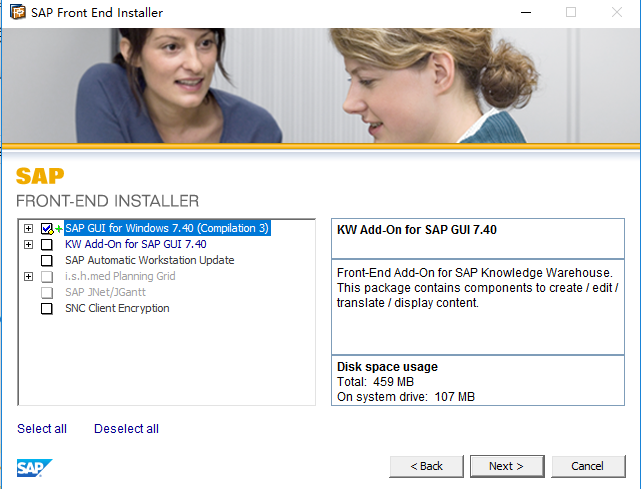 SAP Front End Installer
SAP
FRONT-END INSTALLER
SAP GUI for Windows 7.40 (Compilation 3)
KW Add-On for SAP GUI 7.40
SAP Automatic Workstation Update
i.s.h.med Planning Grid
SAP JNet/JGantt
SNC Client Encryption
KW Add-On for SAP GUI 7.40
Front-End Add-On for SAP Knowledge Warehouse.
This package contains components to create / edit /
translate / display content.
Disk space usage
Total: 459 MB
On system drive: 107 MB
Select all
Deselect all
SAP
< Back
Next >
Cancel